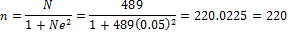 n = N / 1 + Ne² = 489 / 1 + 489(0.05)² = 220.0225 = 220